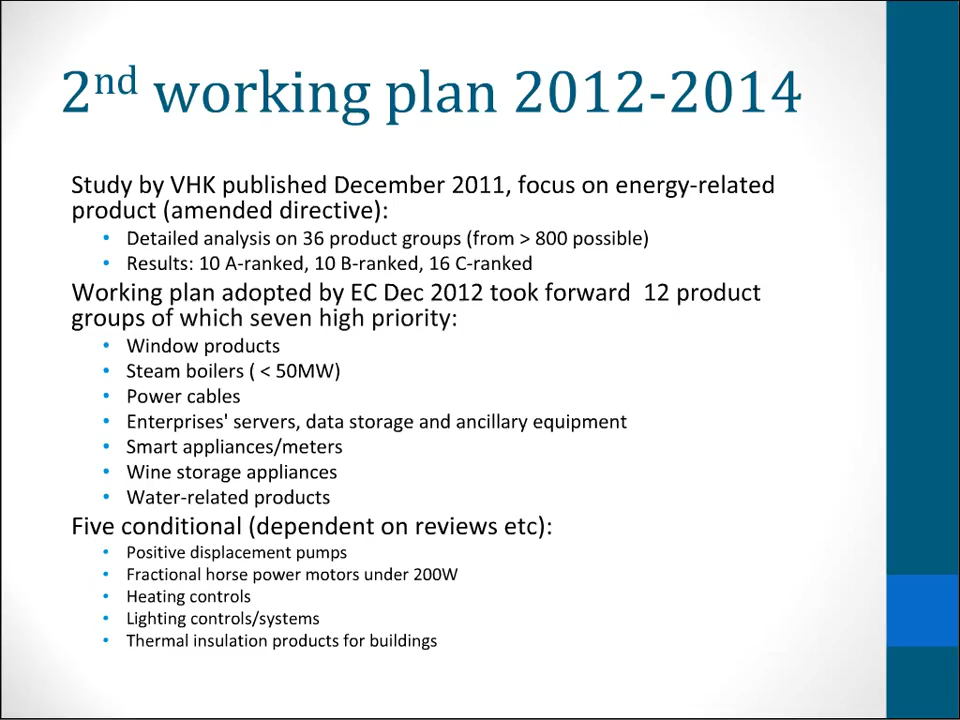 2nd working plan 2012-2014
Study by VHK published December 2011, focus on energy-related
product (amended directive):
• Detailed analysis on 36 product groups (from > 800 possible)
• Results: 10 A-ranked, 10 B-ranked, 16 C-ranked
Working plan adopted by EC Dec 2012 took forward  12 product
groups of which seven high priority:
• Window products
• Steam boilers ( < 50MW)
• Power cables
• Enterprises' servers, data storage and ancillary equipment
• Smart appliances/meters
• Wine storage appliances
• Water-related products
Five conditional (dependent on reviews etc):
• Positive displacement pumps
• Fractional horse power motors under 200W
• Heating controls
• Lighting controls/systems
• Thermal insulation products for buildings